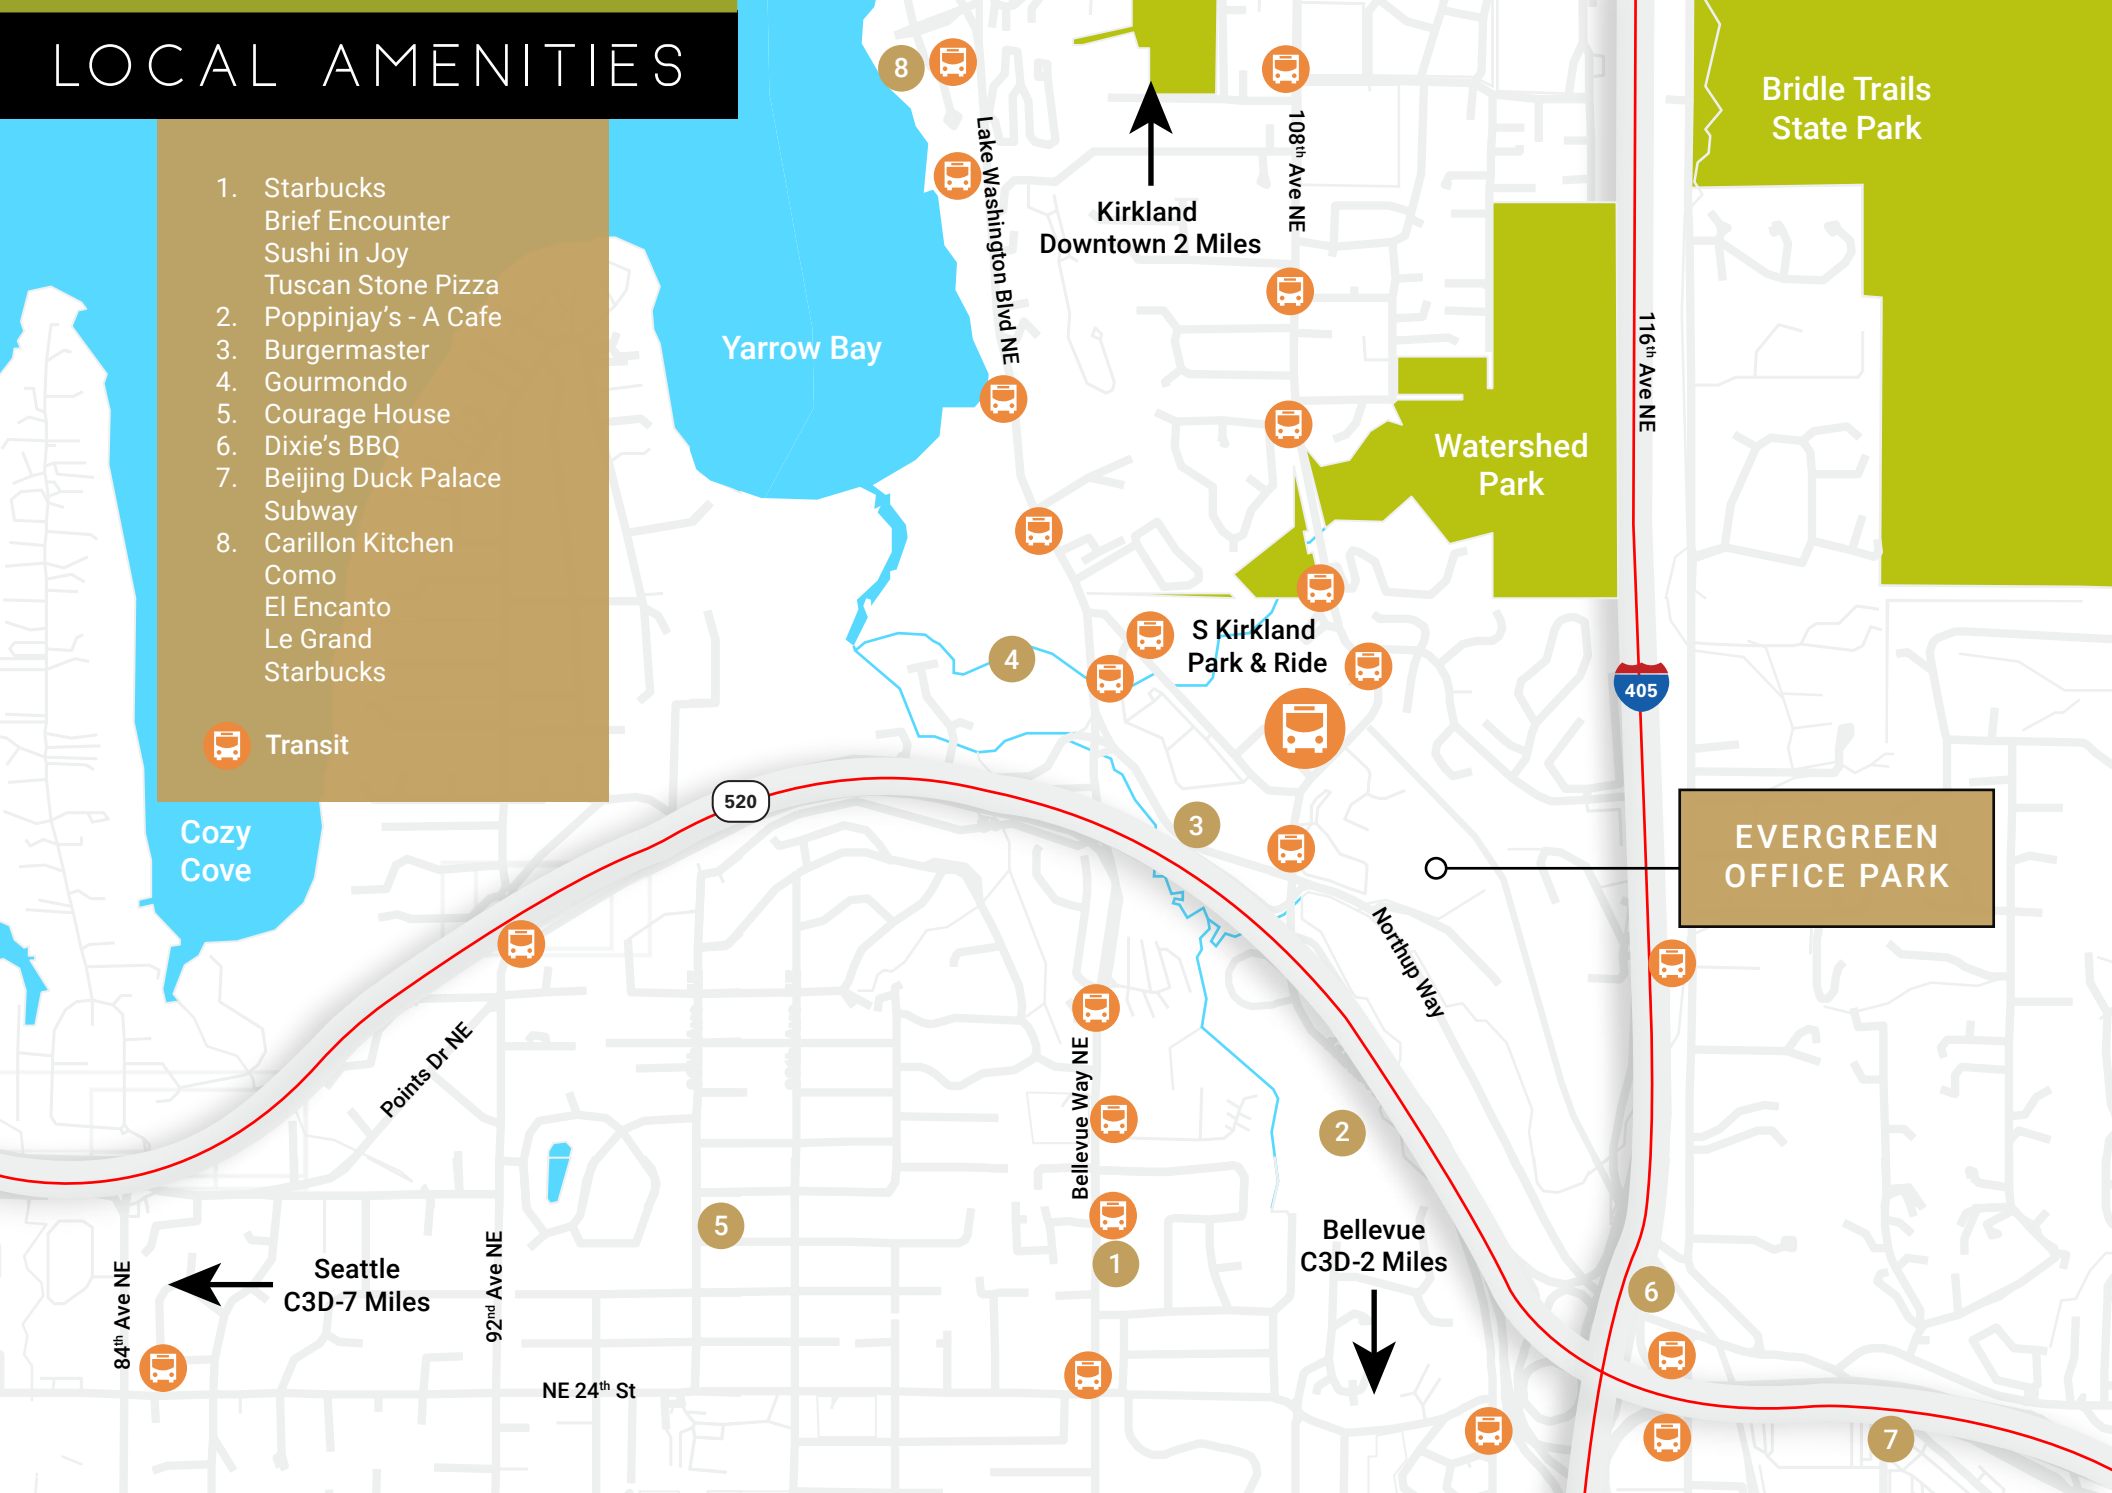 LOCAL AMENITIES
1. Starbucks
Brief Encounter
Sushi in Joy
Tuscan Stone Pizza
2. Poppinjay's - A Cafe
3. Burgermaster
4. Gourmondo
5. Courage House
6. Dixie's BBQ
7. Beijing Duck Palace
Subway
8. Carillon Kitchen
Como
El Encanto
Le Grand
Starbucks
Transit
8
Lake Washington Blvd NE
Kirkland
Downtown 2 Miles
108th Ave NE
Bridle Trails
State Park
Yarrow Bay
116th Ave NE
Watershed
Park
4
S Kirkland
Park & Ride
405
520
3
Cozy
Cove
EVERGREEN
OFFICE PARK
Northup Way
Points Dr NE
Bellevue Way NE
2
5
1
Bellevue
C3D-2 Miles
84th Ave NE
Seattle
C3D-7 Miles
92nd Ave NE
6
NE 24th St
7